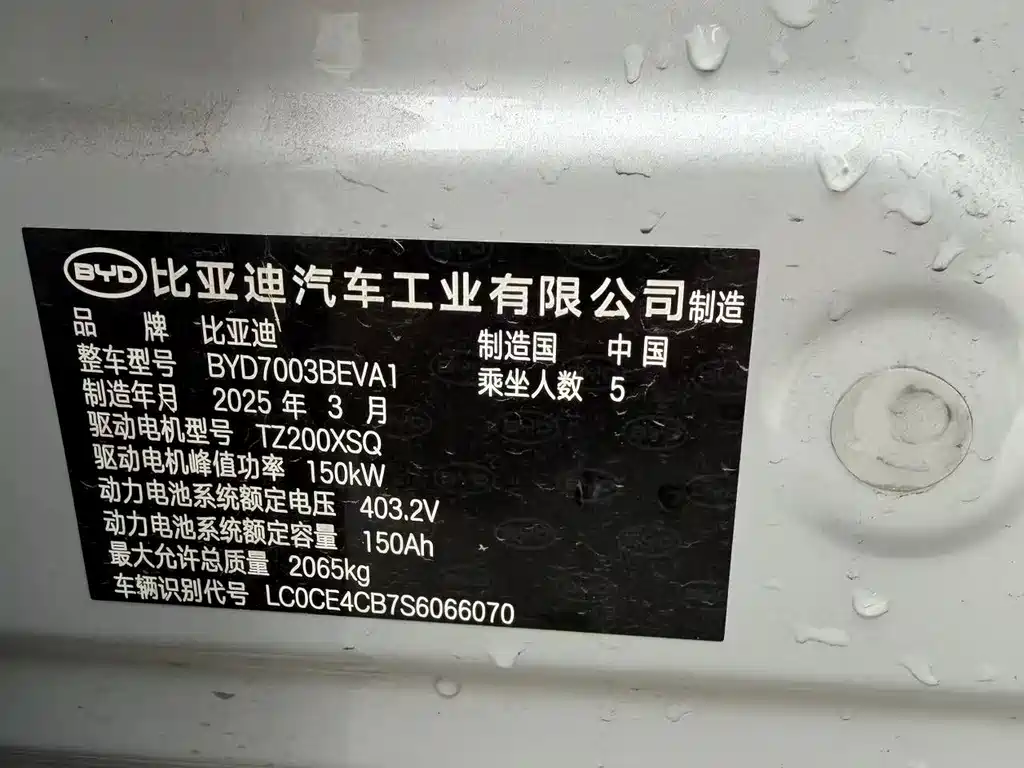 BYD 比亚迪汽车工业有限公司制造
品 牌 比亚迪
制造国 中国
整车型号 BYD7003BEVA1
乘坐人数 5
制造年月 2025 年 3 月
驱动电机型号 TZ200XSQ
驱动电机峰值功率 150kW
动力电池系统额定电压 403.2V
动力电池系统额定容量 150Ah
最大允许总质量 2065kg
车辆识别代号 LC0CE4CB7S6066070